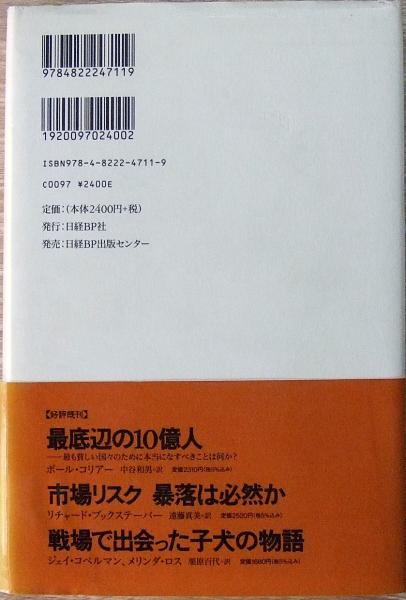 9784822247119
1920097024002
ISBN978-4-8222-4711-9
C0097 ¥2400E
定価:(本体2400円+税)
発行:日経BP社
発売:日経BP出版センター
【好評既刊】
最底辺の10億人
——最も貧しい国々のために本当になすべきことは何か?
ポール・コリアー 中谷和男=訳 定価2310円(税5%込み)
市場リスク 暴落は必然か
リチャード・ブックステーバー 遠藤真美=訳 定価2520円(税5%込み)
戦場で出会った子犬の物語
ジェイ・コペルマン、メリンダ・ロス 栗原百代=訳 定価1680円(税5%込み)